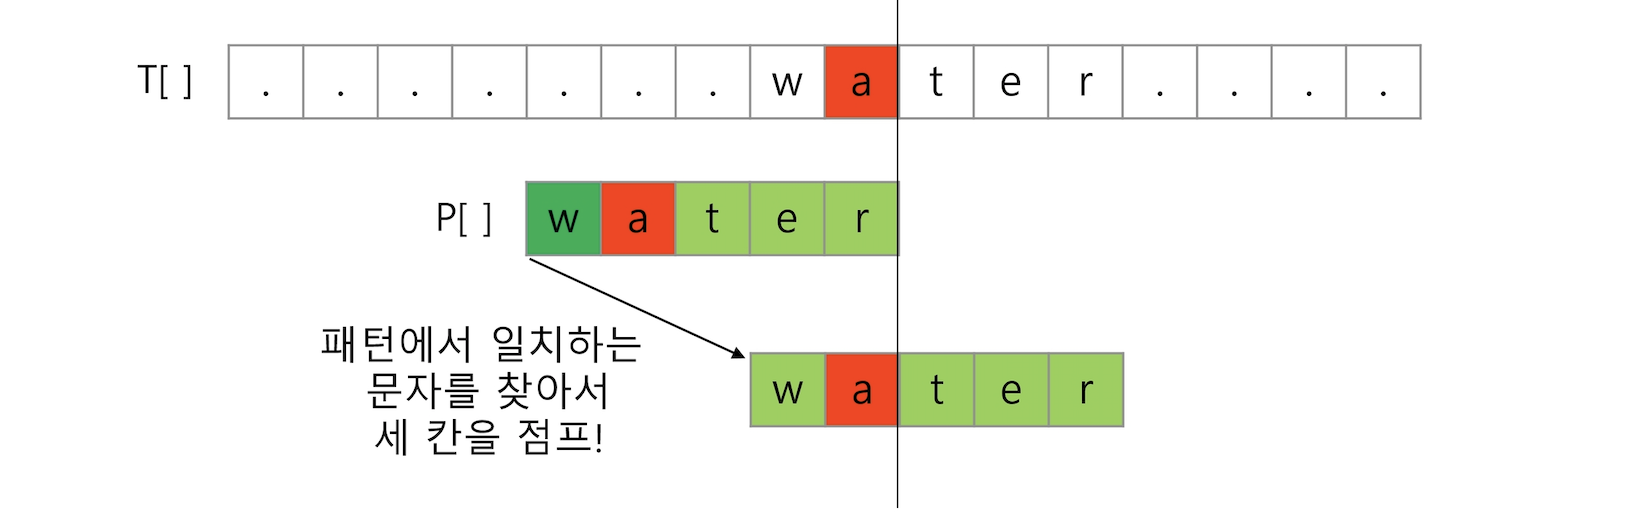 T[ ] . . . . . . . w a t e r . . . .
P[ ] w a t e r
패턴에서 일치하는
문자를 찾아서
세 칸을 점프!
w a t e r